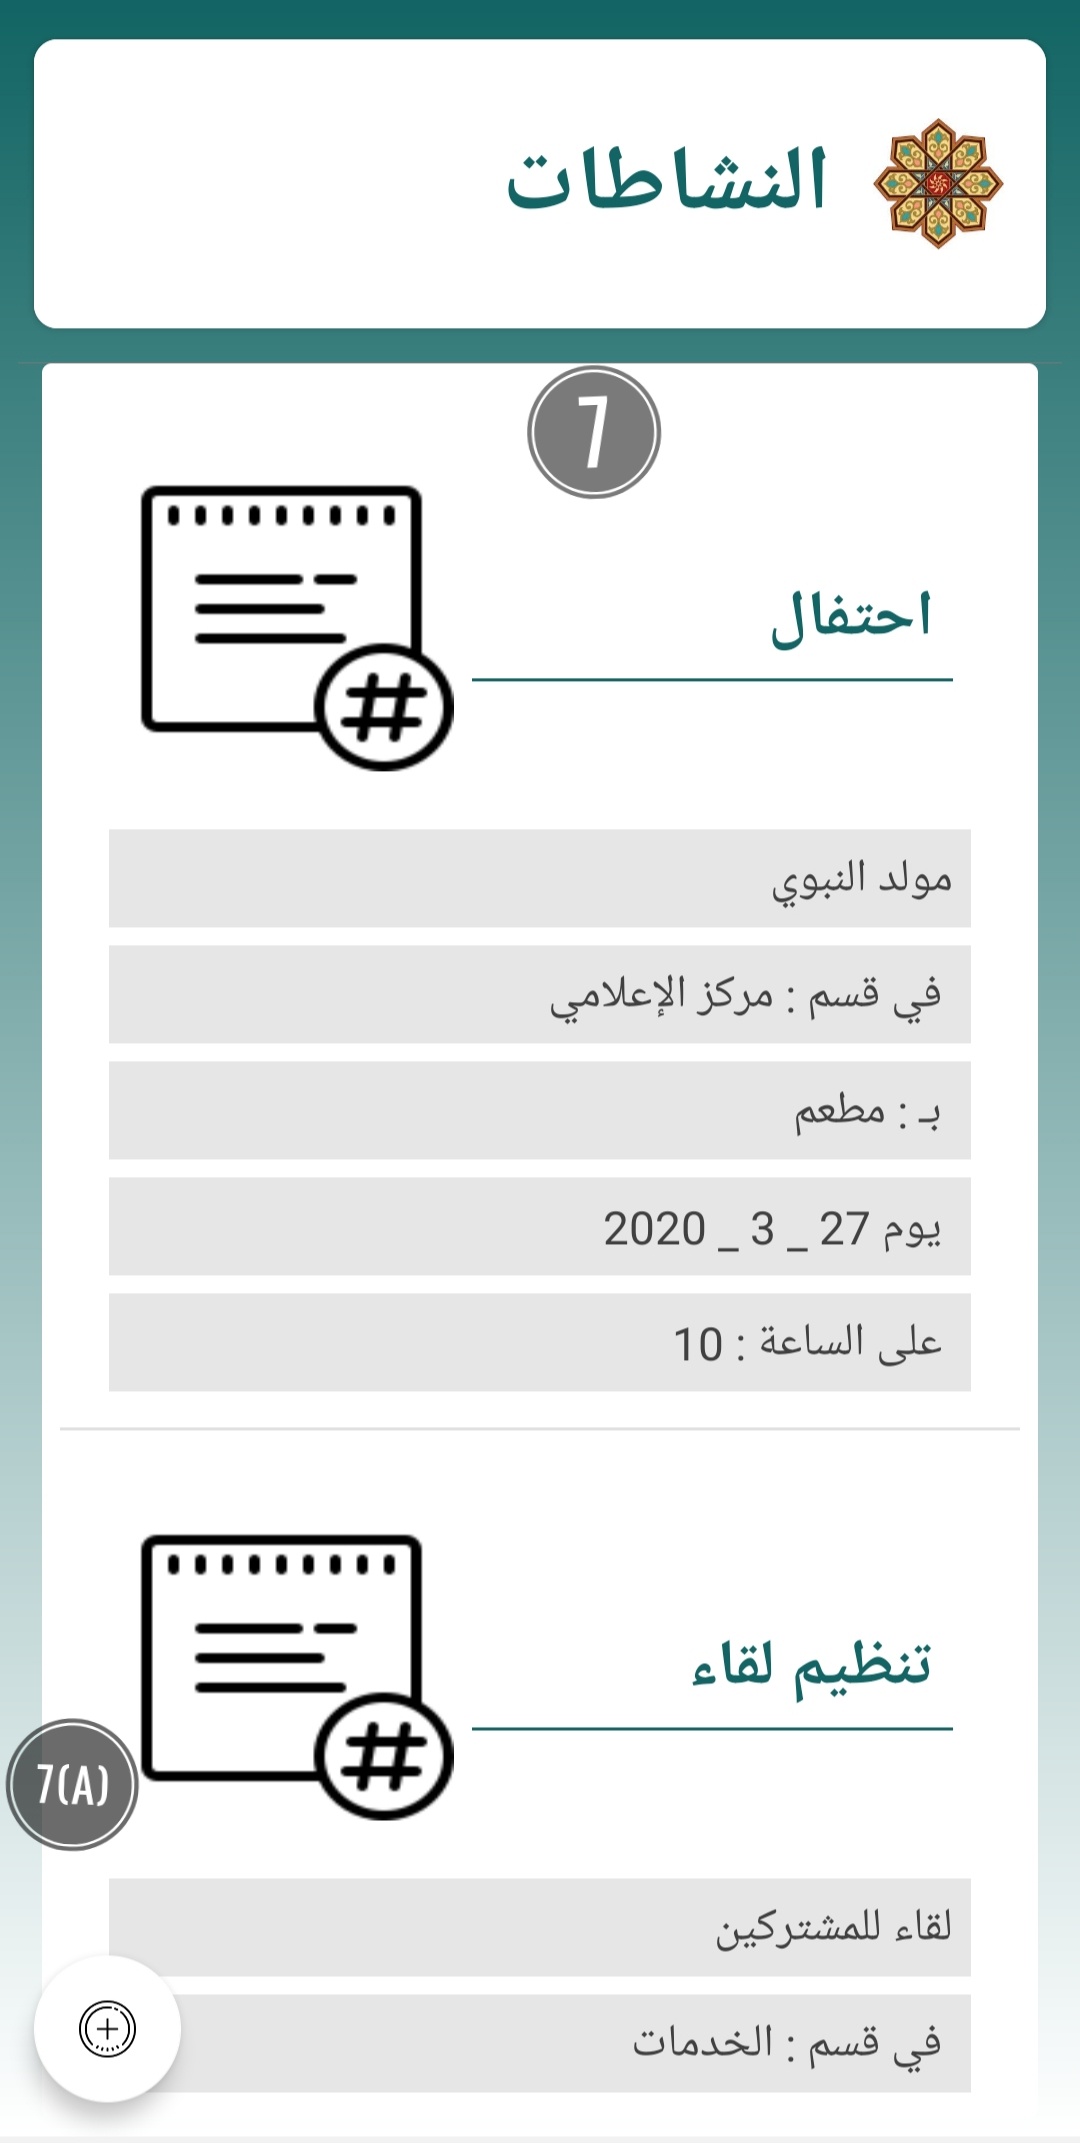 النشاطات
7
احتفال
#
مولد النبوي
في قسم : مركز الإعلامي
بـ : مطعم
يوم 27 _ 3 _ 2020
على الساعة : 10
تنظيم لقاء
#
7(A)
لقاء للمشتركين
في قسم : الخدمات